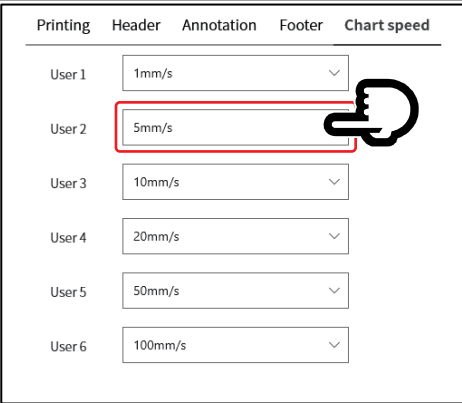 Printing Header Annotation Footer Chart speed
User 1 1mm/s
User 2 5mm/s
User 3 10mm/s
User 4 20mm/s
User 5 50mm/s
User 6 100mm/s